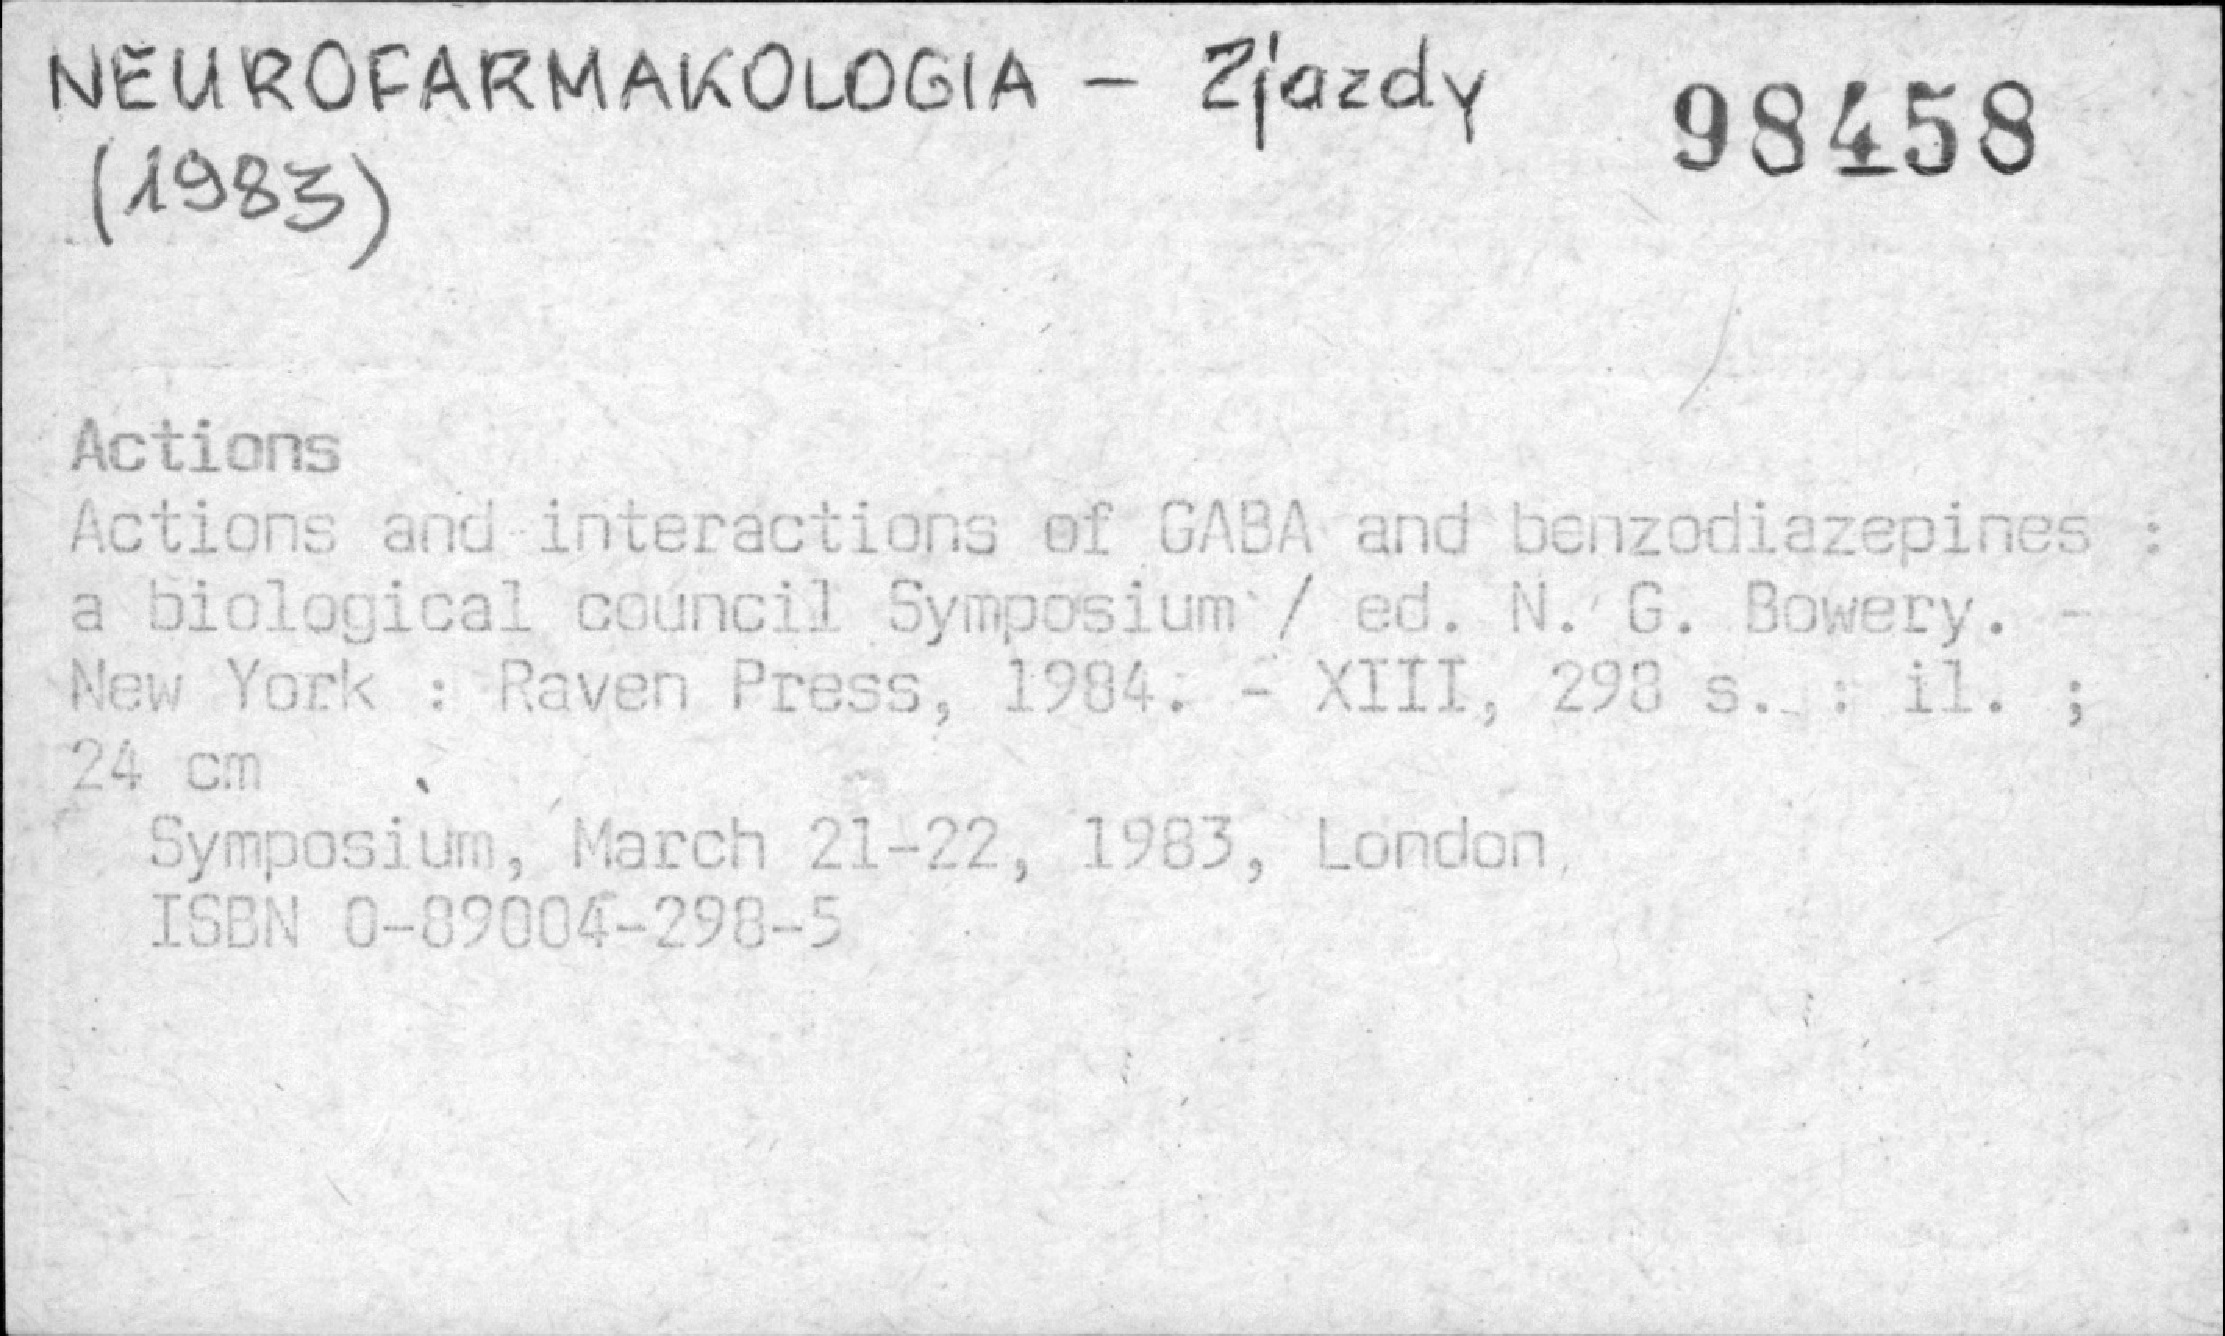 NEUROFARMAKOLOGIA - Zjazdy 98458
(1983)
Actions
Actions and interactions of GABA and benzodiazepines :
a biological council Symposium / ed. N. G. Bowery. -
New York : Raven Press, 1984. - XIII, 298 s. : il. ;
24 cm
Symposium, March 21-22, 1983, London.
ISBN 0-89004-298-5